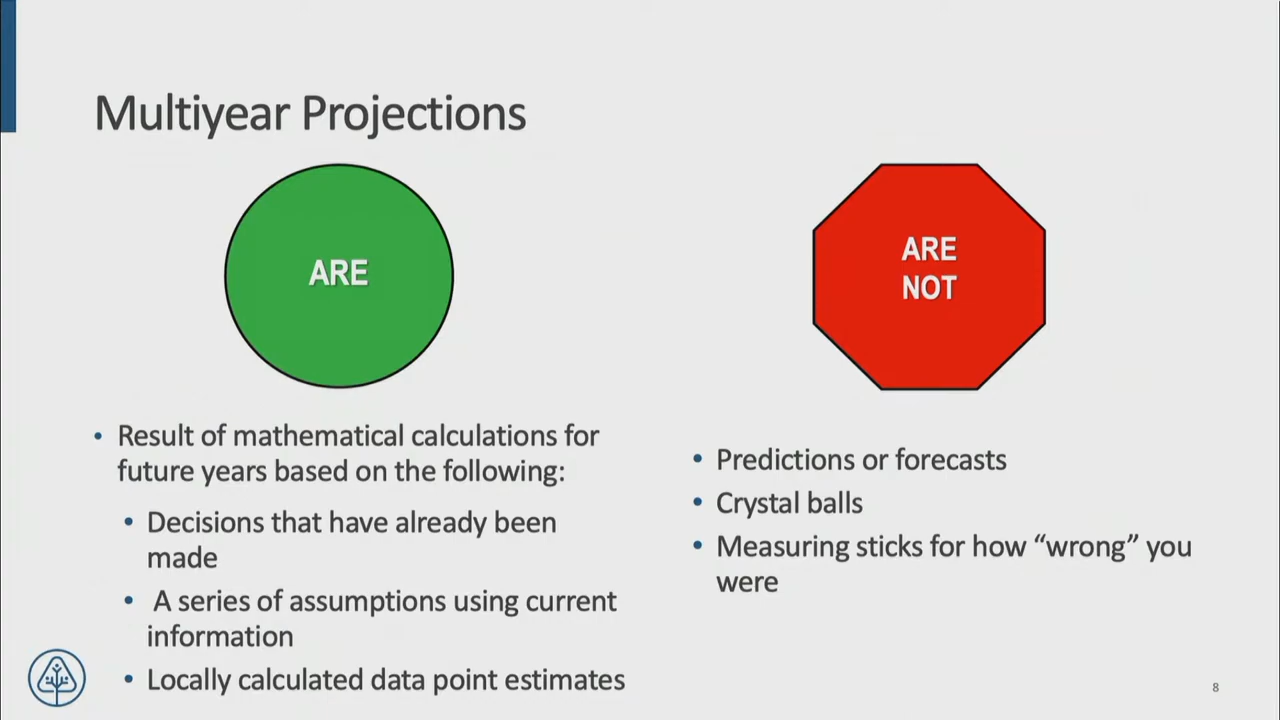 Multiyear Projections
ARE
• Result of mathematical calculations for
future years based on the following:
• Decisions that have already been
made
• A series of assumptions using current
information
• Locally calculated data point estimates
ARE
NOT
• Predictions or forecasts
• Crystal balls
• Measuring sticks for how “wrong” you
were
8